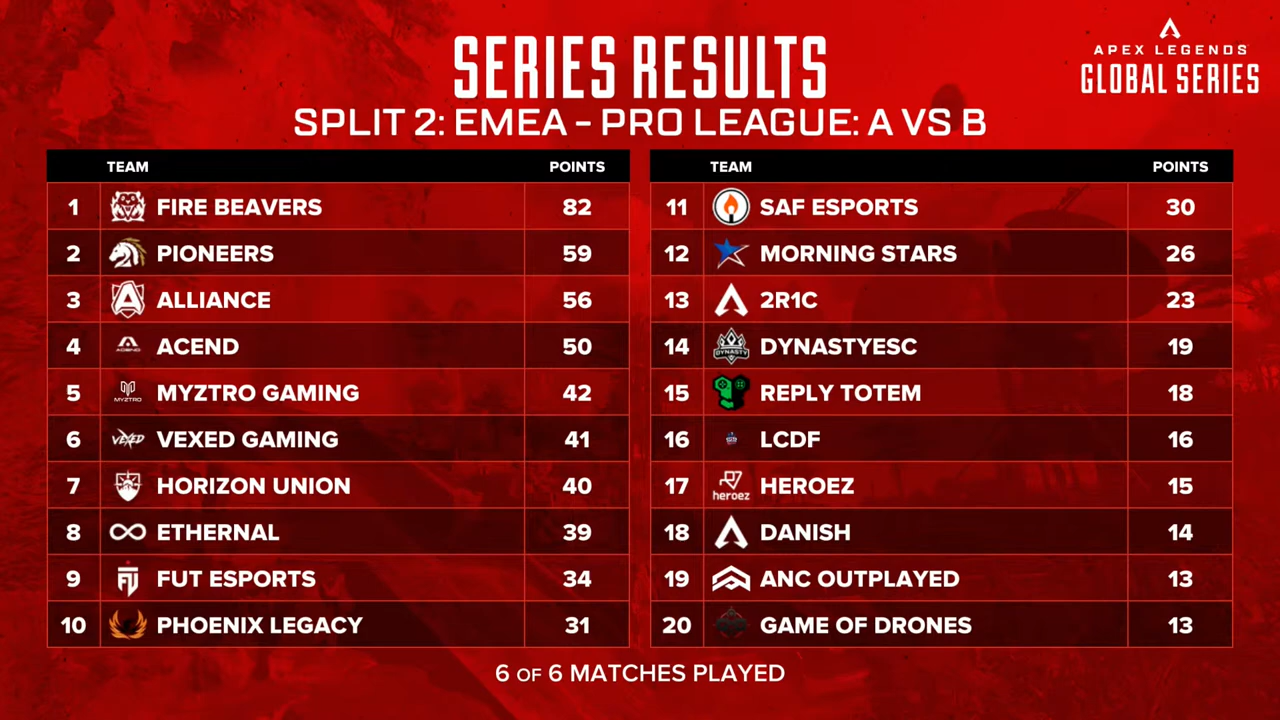 SERIES RESULTS
SPLIT 2: EMEA – PRO LEAGUE: A VS B
APEX LEGENDS
GLOBAL SERIES
TEAM POINTS
1 FIRE BEAVERS 82
2 PIONEERS 59
3 ALLIANCE 56
4 ACEND 50
5 MYZTRO MYZTRO GAMING 42
6 VEXED VEXED GAMING 41
7 HORIZON UNION 40
8 ETHERNAL 39
9 FUT ESPORTS 34
10 PHOENIX LEGACY 31
TEAM POINTS
11 SAF ESPORTS 30
12 MORNING STARS 26
13 2R1C 23
14 DYNASTY DYNASTYESC 19
15 REPLY TOTEM 18
16 LCDF 16
17 heroez HEROEZ 15
18 DANISH 14
19 ANC OUTPLAYED 13
20 GAME OF DRONES 13
6 OF 6 MATCHES PLAYED